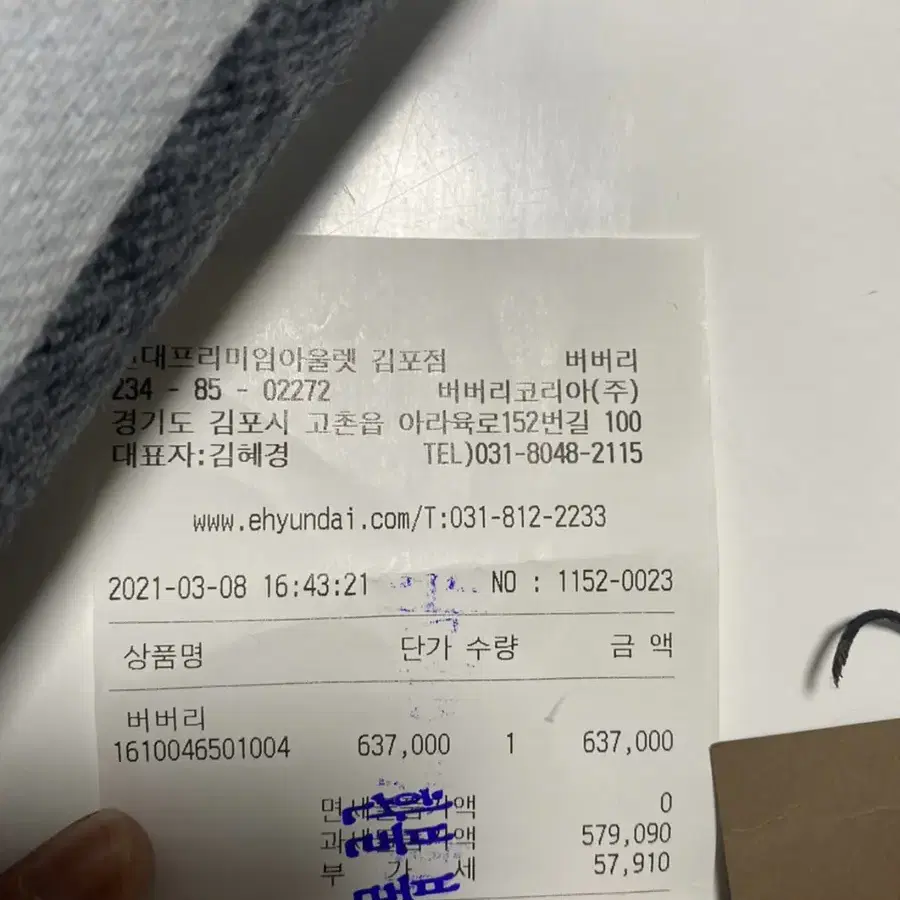 대프리미엄아울렛 김포점 버버리
234 - 85 - 02272 버버리코리아(주)
경기도 김포시 고촌읍 아라육로152번길 100
대표자:김혜경 TEL)031-8048-2115
www.ehyundai.com/T:031-812-2233
2021-03-08 16:43:21 NO : 1152-0023
상품명 단가 수량 금 액
버버리
1610046501004 637,000 1 637,000
0
579,090
부 가 세 57,910